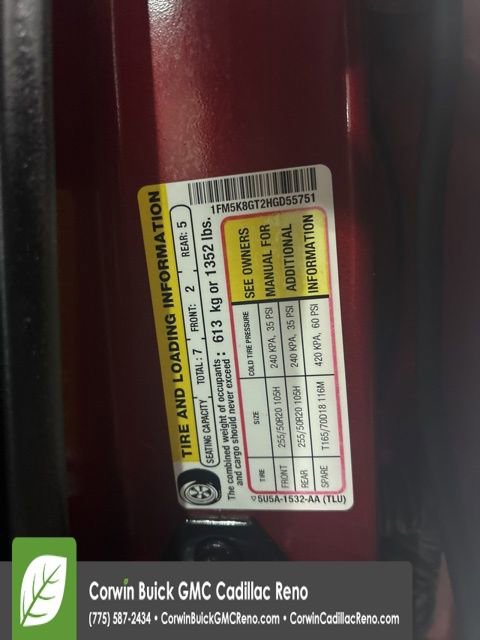 1FM5K8GT2HGD55751
TIRE AND LOADING INFORMATION
SEATING CAPACITY TOTAL: 7 FRONT: 2 REAR: 5
The combined weight of occupants and cargo should never exceed : 613 kg or 1352 lbs.
TIRE SIZE COLD TIRE PRESSURE
FRONT 255/50R20 105H 240 KPA, 35 PSI
REAR 255/50R20 105H 240 KPA, 35 PSI
SPARE T165/70D18 116M 420 KPA, 60 PSI
SEE OWNERS
MANUAL FOR
ADDITIONAL
INFORMATION
5U5A-1532-AA (TLU)
Corwin Buick GMC Cadillac Reno
(775) 587-2434 • CorwinBuickGMCReno.com • CorwinCadillacReno.com